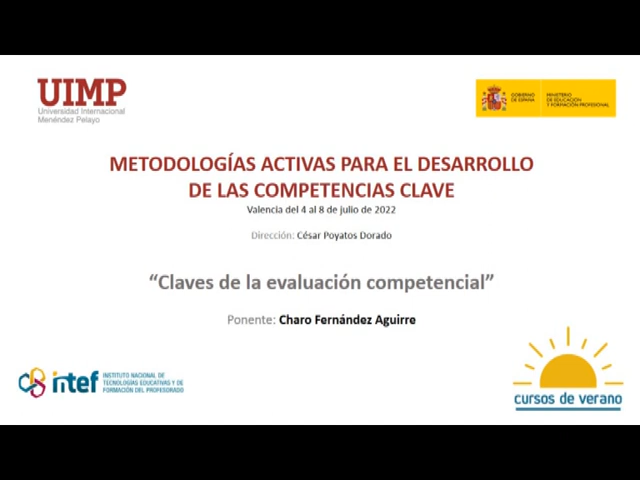 UIMP
Universidad Internacional
Menéndez Pelayo
GOBIERNO
DE ESPAÑA
MINISTERIO
DE EDUCACIÓN
Y FORMACIÓN PROFESIONAL
METODOLOGÍAS ACTIVAS PARA EL DESARROLLO
DE LAS COMPETENCIAS CLAVE
Valencia del 4 al 8 de julio de 2022
Dirección: César Poyatos Dorado
“Claves de la evaluación competencial”
Ponente: Charo Fernández Aguirre
intef
INSTITUTO NACIONAL DE
TECNOLOGÍAS EDUCATIVAS Y DE
FORMACIÓN DEL PROFESORADO
cursos de verano